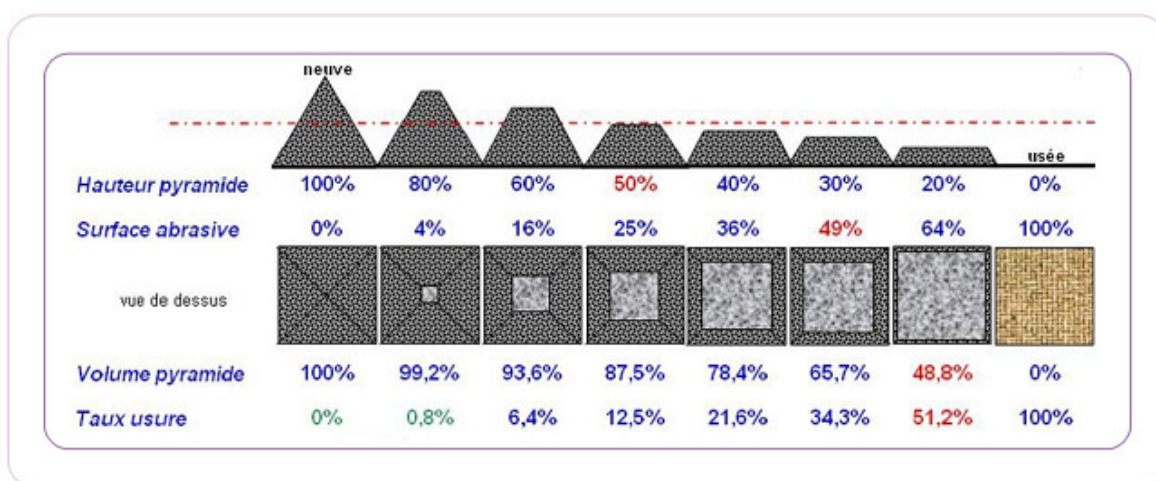 neuve
usée
Hauteur pyramide 100% 80% 60% 50% 40% 30% 20% 0%
Surface abrasive 0% 4% 16% 25% 36% 49% 64% 100%
vue de dessus
Volume pyramide 100% 99,2% 93,6% 87,5% 78,4% 65,7% 48,8% 0%
Taux usure 0% 0,8% 6,4% 12,5% 21,6% 34,3% 51,2% 100%